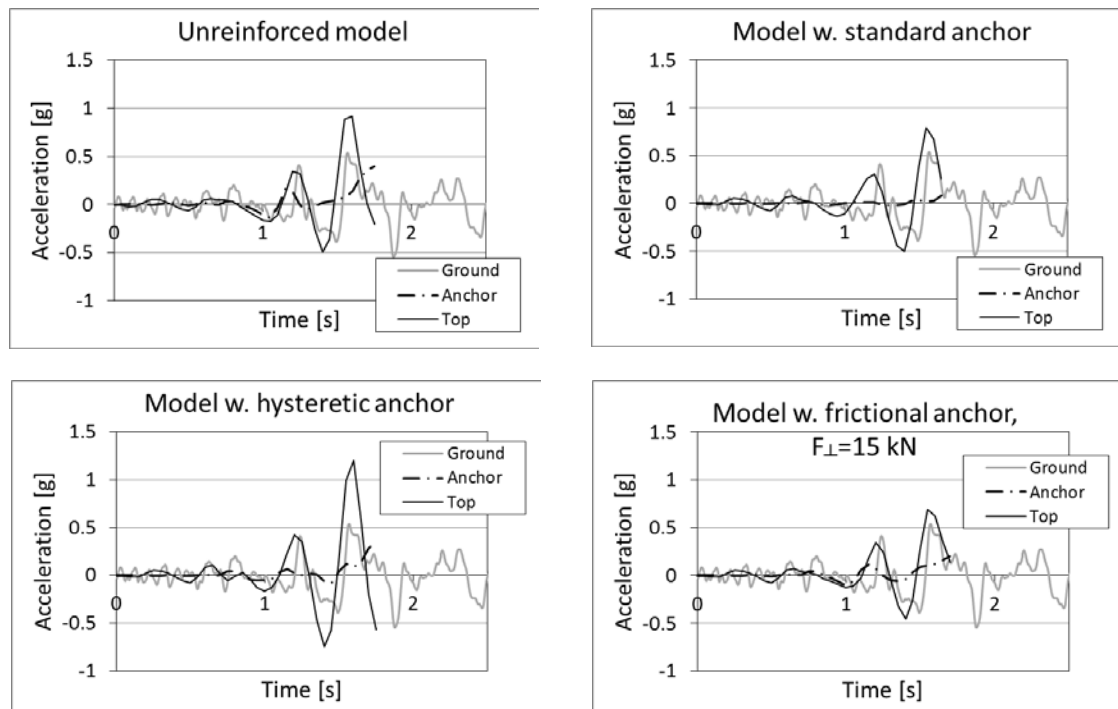 Unreinforced model
1.5
1
0.5
0
-0.5
-1
0
1
2
Acceleration [g]
Time [s]
Ground
Anchor
Top
Model w. standard anchor
1.5
1
0.5
0
-0.5
-1
0
1
2
Acceleration [g]
Time [s]
Ground
Anchor
Top
Model w. hysteretic anchor
1.5
1
0.5
0
-0.5
-1
0
1
2
Acceleration [g]
Time [s]
Ground
Anchor
Top
Model w. frictional anchor,
F⊥=15 kN
1.5
1
0.5
0
-0.5
-1
0
1
2
Acceleration [g]
Time [s]
Ground
Anchor
Top